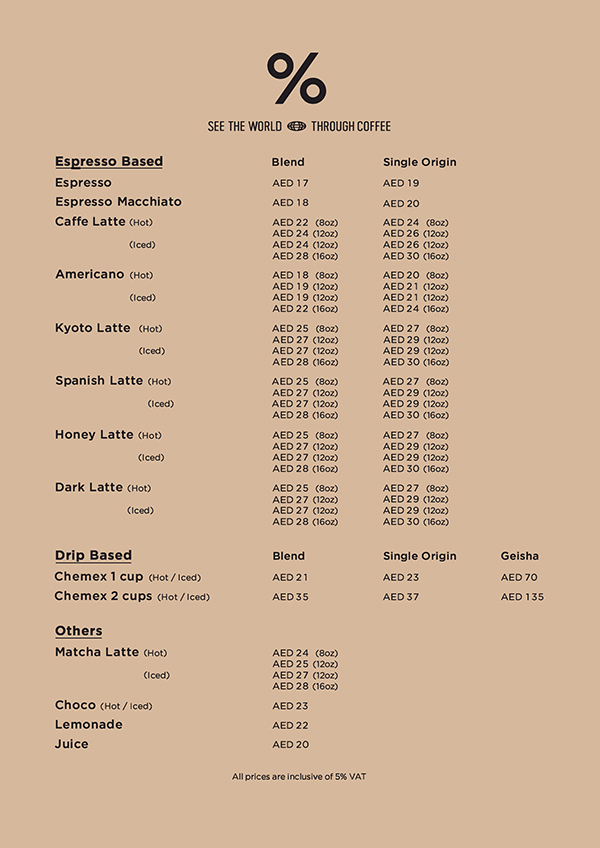 %
SEE THE WORLD THROUGH COFFEE
Espresso Based Blend Single Origin
Espresso AED 17 AED 19
Espresso Macchiato AED 18 AED 20
Caffe Latte (Hot) AED 22 (8oz) AED 24 (8oz)
AED 24 (12oz) AED 26 (12oz)
(Iced) AED 24 (12oz) AED 26 (12oz)
AED 28 (16oz) AED 30 (16oz)
Americano (Hot) AED 18 (8oz) AED 20 (8oz)
AED 19 (12oz) AED 21 (12oz)
(Iced) AED 19 (12oz) AED 21 (12oz)
AED 22 (16oz) AED 24 (16oz)
Kyoto Latte (Hot) AED 25 (8oz) AED 27 (8oz)
AED 27 (12oz) AED 29 (12oz)
(Iced) AED 27 (12oz) AED 29 (12oz)
AED 28 (16oz) AED 30 (16oz)
Spanish Latte (Hot) AED 25 (8oz) AED 27 (8oz)
AED 27 (12oz) AED 29 (12oz)
(Iced) AED 27 (12oz) AED 29 (12oz)
AED 28 (16oz) AED 30 (16oz)
Honey Latte (Hot) AED 25 (8oz) AED 27 (8oz)
AED 27 (12oz) AED 29 (12oz)
(Iced) AED 27 (12oz) AED 29 (12oz)
AED 28 (16oz) AED 30 (16oz)
Dark Latte (Hot) AED 25 (8oz) AED 27 (8oz)
AED 27 (12oz) AED 29 (12oz)
(Iced) AED 27 (12oz) AED 29 (12oz)
AED 28 (16oz) AED 30 (16oz)
Drip Based Blend Single Origin Geisha
Chemex 1 cup (Hot / Iced) AED 21 AED 23 AED 70
Chemex 2 cups (Hot / Iced) AED 35 AED 37 AED 135
Others
Matcha Latte (Hot) AED 24 (8oz)
AED 25 (12oz)
(Iced) AED 27 (12oz)
AED 28 (16oz)
Choco (Hot / Iced) AED 23
Lemonade AED 22
Juice AED 20
All prices are inclusive of 5% VAT